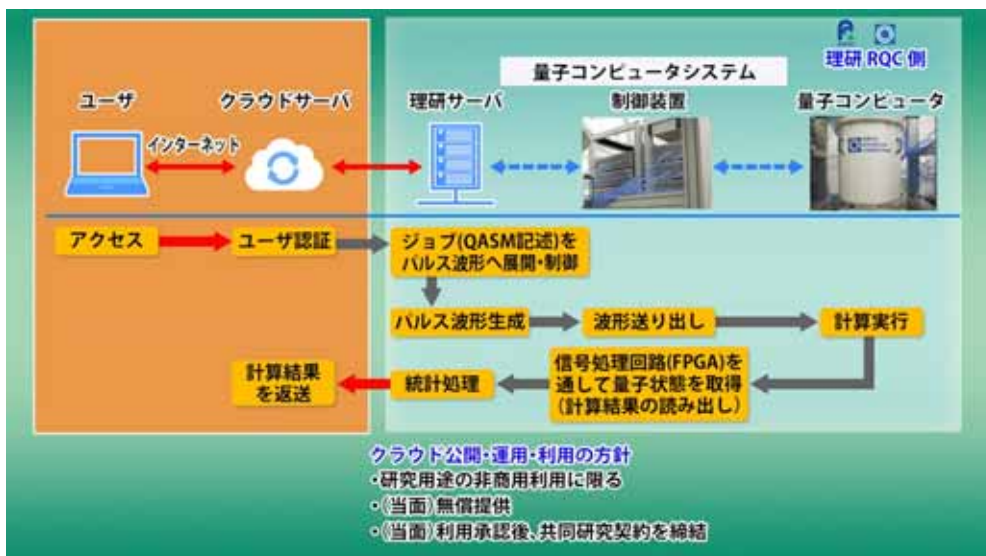 理研 RQC 側
量子コンピュータシステム
ユーザ
クラウドサーバ
理研サーバ
制御装置
量子コンピュータ
インターネット
アクセス
ユーザ認証
ジョブ(QASM記述)を
パルス波形へ展開・制御
パルス波形生成
波形送り出し
計算実行
計算結果
を返送
統計処理
信号処理回路(FPGA)を
通して量子状態を取得
(計算結果の読み出し)
クラウド公開・運用・利用の方針
・研究用途の非商用利用に限る
・(当面)無償提供
・(当面)利用承認後、共同研究契約を締結